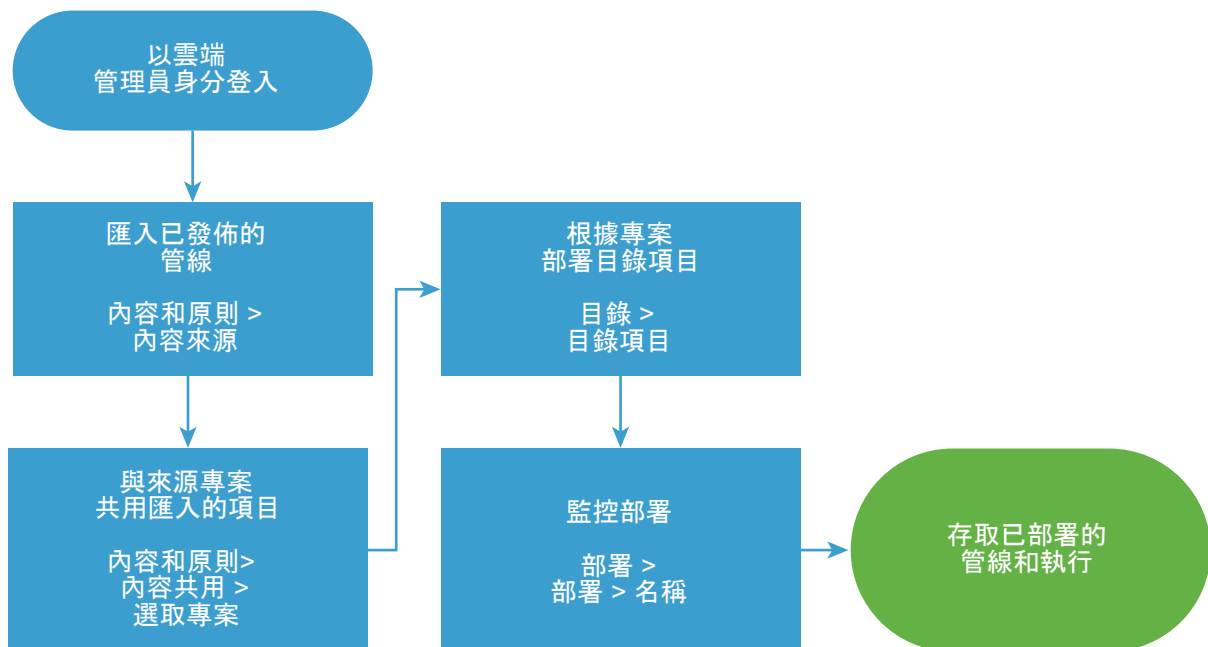 以雲端
管理員身分登入
匯入已發佈的
管線
內容和原則 >
內容來源
與來源專案
共用匯入的項目
內容和原則>
內容共用 >
選取專案
根據專案
部署目錄項目
目錄 >
目錄項目
監控部署
部署 >
部署 > 名稱
存取已部署的
管線和執行